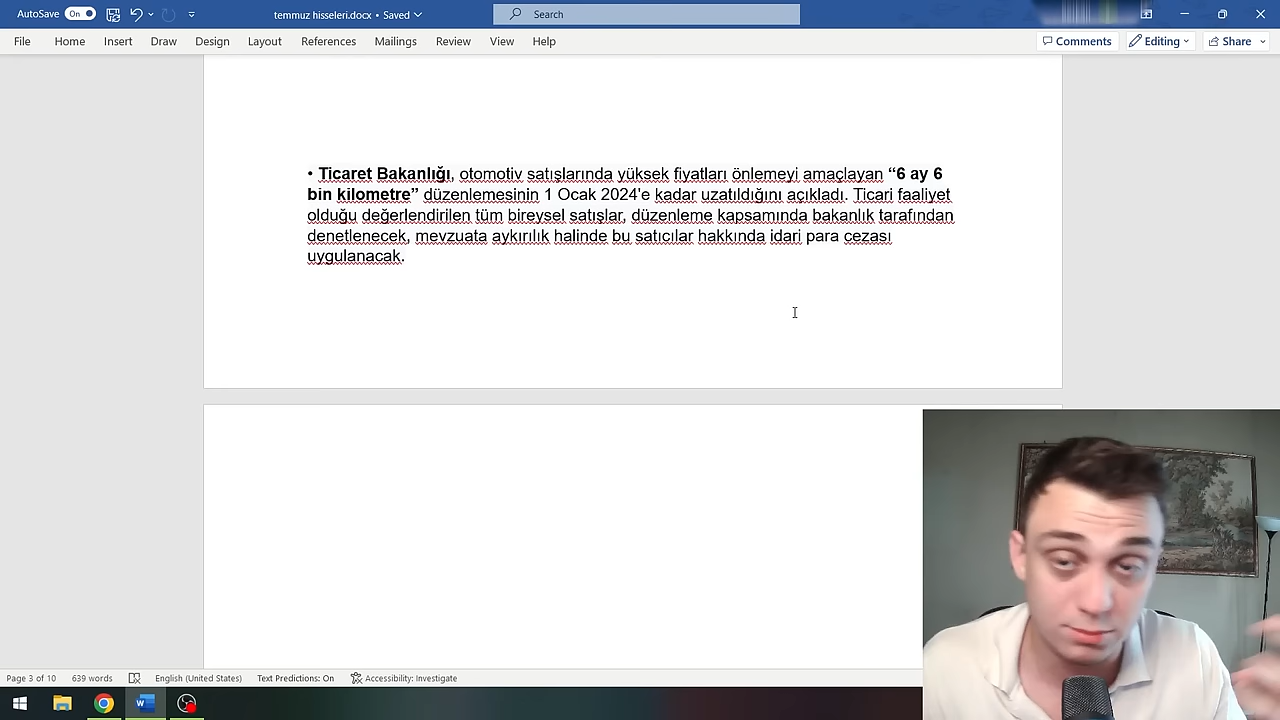 AutoSave On temmuz hisseleri.docx • Saved Search
File Home Insert Draw Design Layout References Mailings Review View Help Comments Editing Share
• Ticaret Bakanlığı, otomotiv satışlarında yüksek fiyatları önlemeyi amaçlayan “6 ay 6
bin kilometre” düzenlemesinin 1 Ocak 2024'e kadar uzatıldığını açıkladı. Ticari faaliyet
olduğu değerlendirilen tüm bireysel satışlar, düzenleme kapsamında bakanlık tarafından
denetlenecek, mevzuata aykırılık halinde bu satıcılar hakkında idari para cezası
uygulanacak.
Page 3 of 10 639 words English (United States) Text Predictions: On Accessibility: Investigate